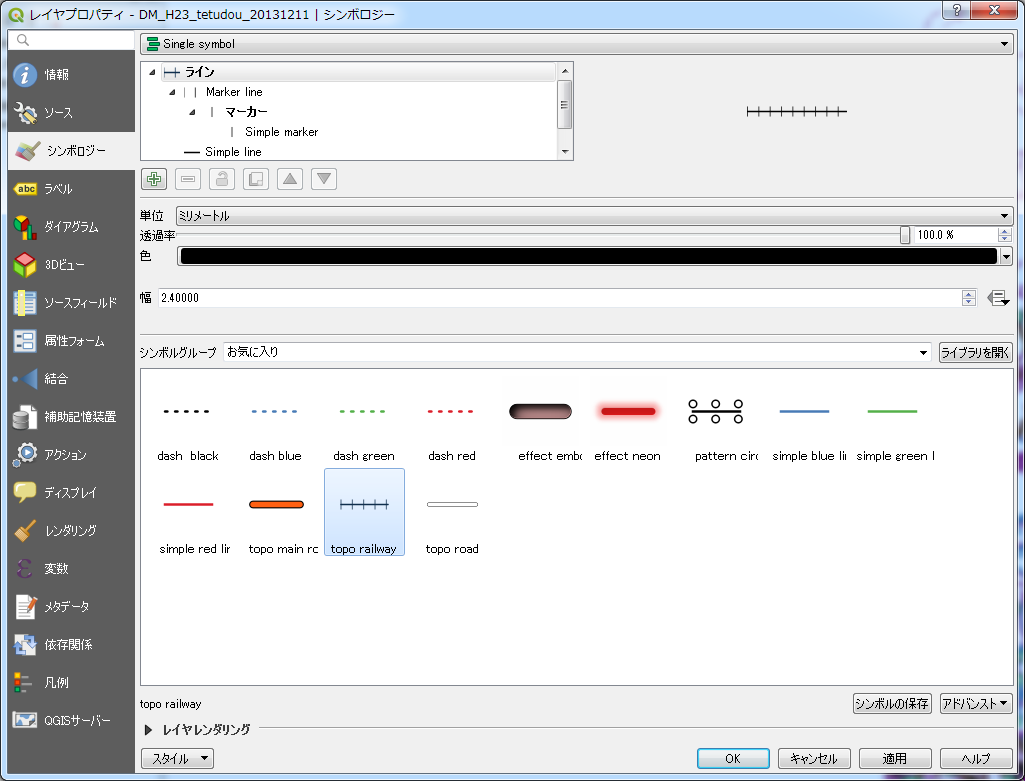 レイヤプロパティ - DM_H23_tetudou_20131211 | シンボロジー
Single symbol
情報
ソース
シンボロジー
ラベル
ダイアグラム
3Dビュー
ソースフィールド
属性フォーム
結合
補助記憶装置
アクション
ディスプレイ
レンダリング
変数
メタデータ
依存関係
凡例
QGISサーバー
ライン
Marker line
マーカー
Simple marker
Simple line
単位 ミリメートル
透過率 100.0 %
色
幅 2.40000
シンボルグループ お気に入り ライブラリを開く
dash black dash blue dash green dash red effect emb neon pattern circ simple blue li simple green l
simple red lir topo main rc topo railway topo road
topo railway
シンボルの保存 アドバンスト
レイヤレンダリング
スタイル OK キャンセル 適用 ヘルプ